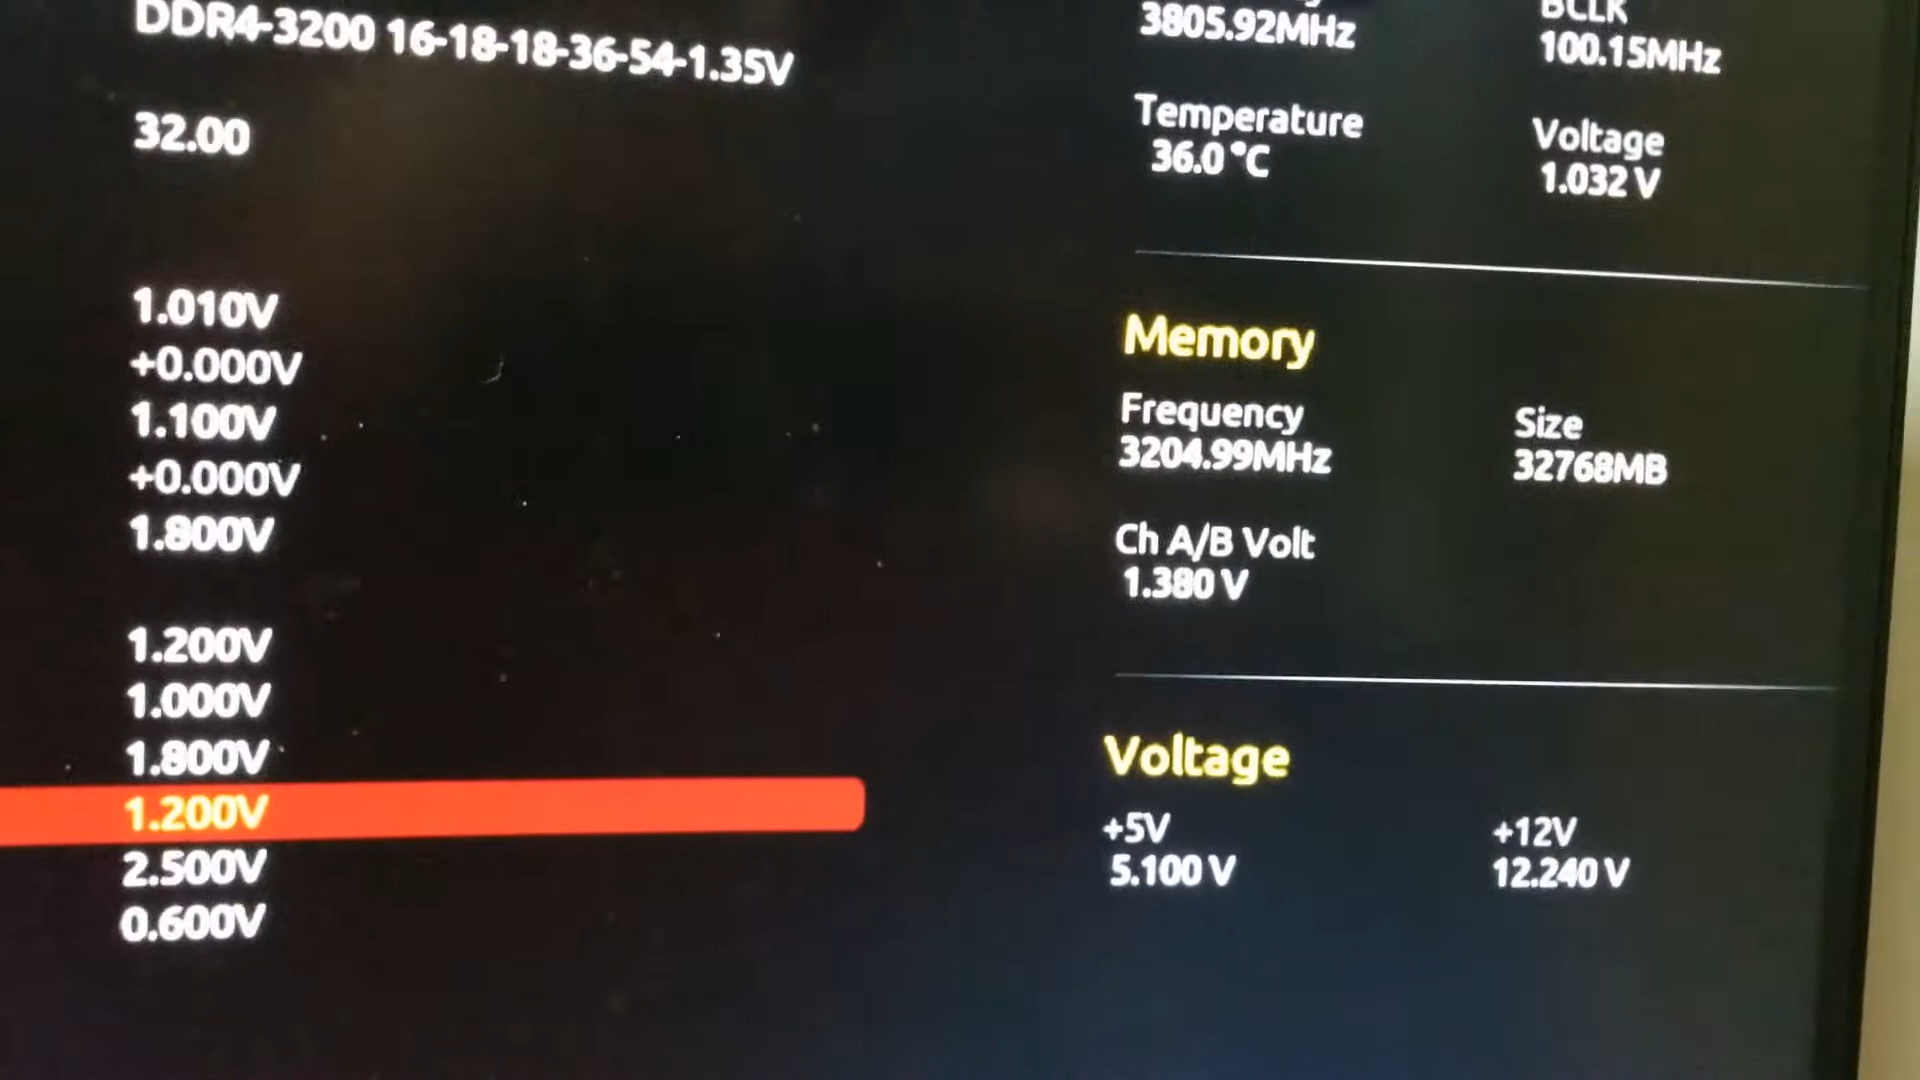 DDR4-3200 16-18-18-36-54-1.35V
32.00
1.010V
+0.000V
1.100V
+0.000V
1.800V
1.200V
1.000V
1.800V
1.200V
2.500V
0.600V
BCLK
3805.92MHz
100.15MHz
Temperature
Voltage
36.0 °C
1.032 V
Memory
Frequency
Size
3204.99MHz
32768MB
Ch A/B Volt
1.380 V
Voltage
+5V
+12V
5.100 V
12.240 V